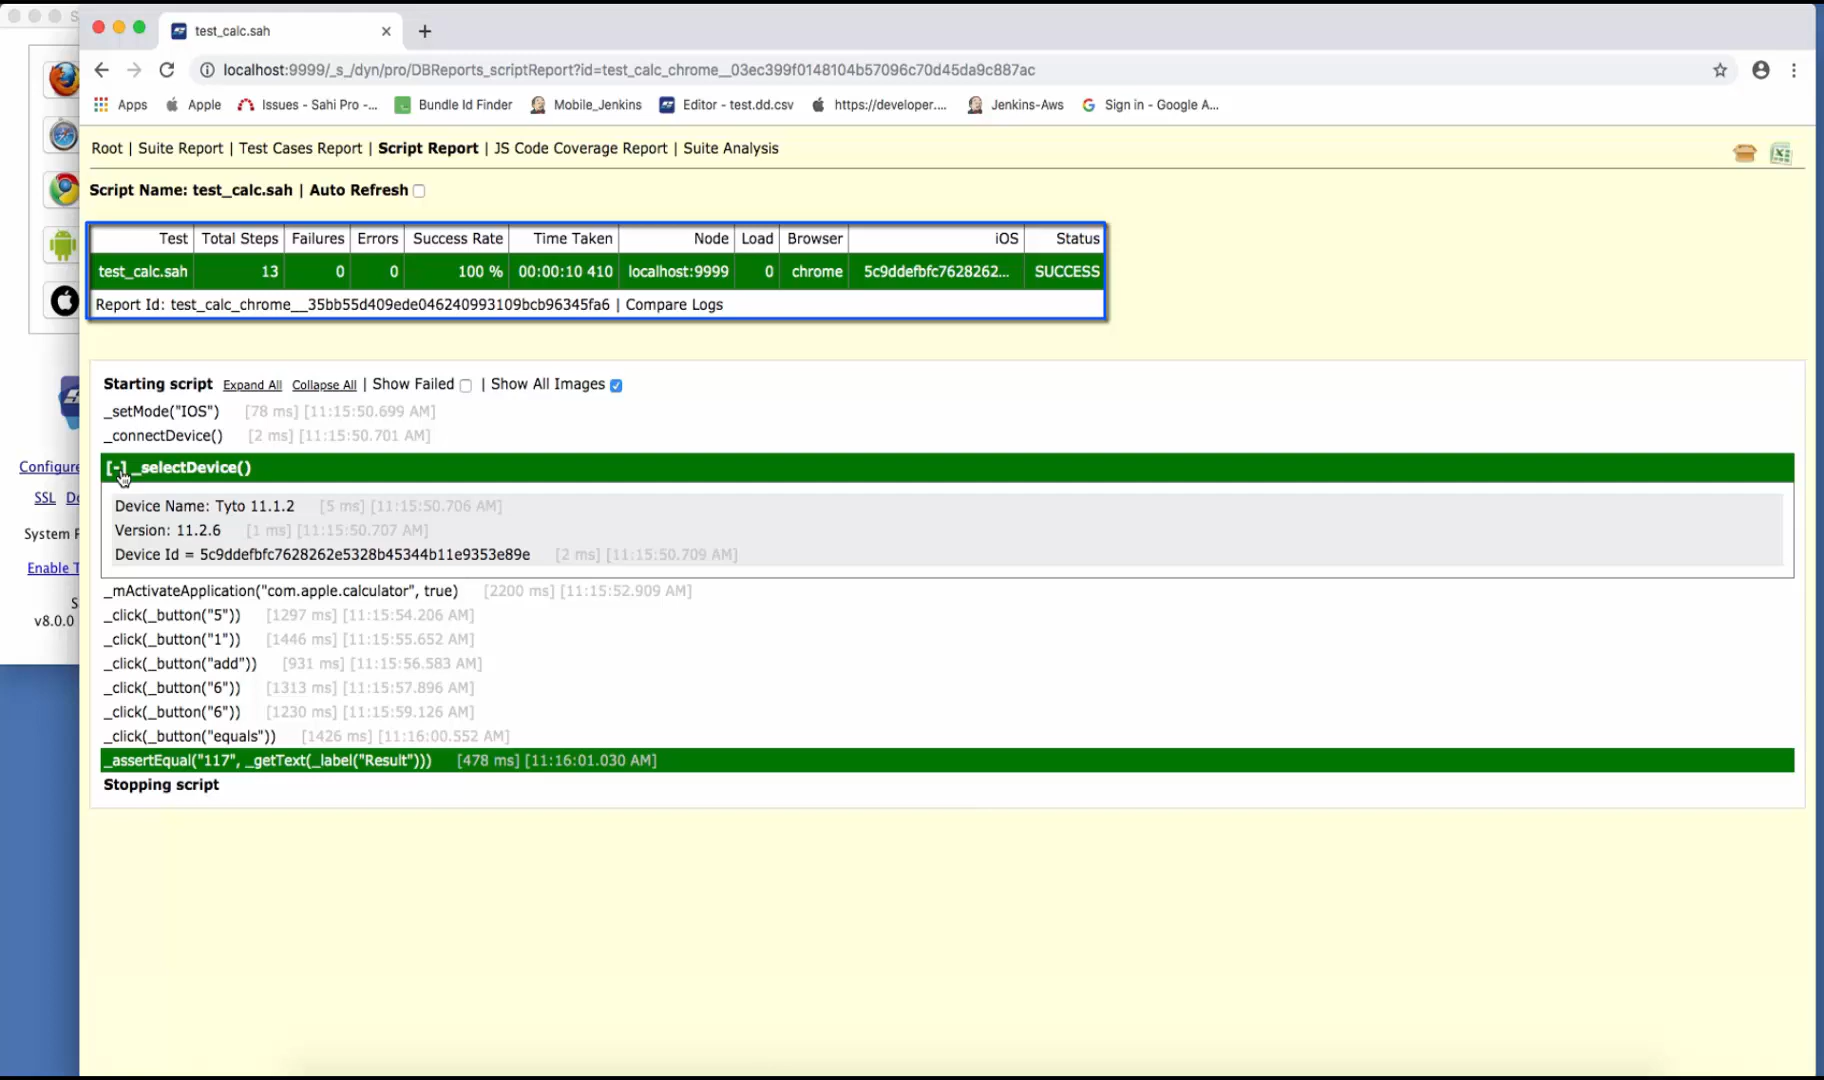 S
test_calc.sah
localhost:9999/_s_/dyn/pro/DBReports_scriptReport?id=test_calc_chrome__03ec399f0148104b57096c70d45da9c887ac
Apps Apple Issues - Sahi Pro -... Bundle Id Finder Mobile_Jenkins Editor - test.dd.csv https://developer.... Jenkins-Aws Sign in - Google A...
Root | Suite Report | Test Cases Report | Script Report | JS Code Coverage Report | Suite Analysis
Script Name: test_calc.sah | Auto Refresh
Test Total Steps Failures Errors Success Rate Time Taken Node Load Browser iOS Status
test_calc.sah 13 0 0 100 % 00:00:10 410 localhost:9999 0 chrome 5c9ddefbfc7628262... SUCCESS
Report Id: test_calc_chrome__35bb55d409ede046240993109bcb96345fa6 | Compare Logs
Starting script Expand All Collapse All | Show Failed | Show All Images
_setMode("IOS") [78 ms] [11:15:50.699 AM]
_connectDevice() [2 ms] [11:15:50.701 AM]
[-] _selectDevice()
Device Name: Tyto 11.1.2 [5 ms] [11:15:50.706 AM]
Version: 11.2.6 [1 ms] [11:15:50.707 AM]
Device Id = 5c9ddefbfc7628262e5328b45344b11e9353e89e [2 ms] [11:15:50.709 AM]
_mActivateApplication("com.apple.calculator", true) [2200 ms] [11:15:52.909 AM]
_click(_button("5")) [1297 ms] [11:15:54.206 AM]
_click(_button("1")) [1446 ms] [11:15:55.652 AM]
_click(_button("add")) [931 ms] [11:15:56.583 AM]
_click(_button("6")) [1313 ms] [11:15:57.896 AM]
_click(_button("6")) [1230 ms] [11:15:59.126 AM]
_click(_button("equals")) [1426 ms] [11:16:00.552 AM]
_assertEqual("117", _getText(_label("Result"))) [478 ms] [11:16:01.030 AM]
Stopping script
Configure
SSL
System
Enable
S
v8.0.0